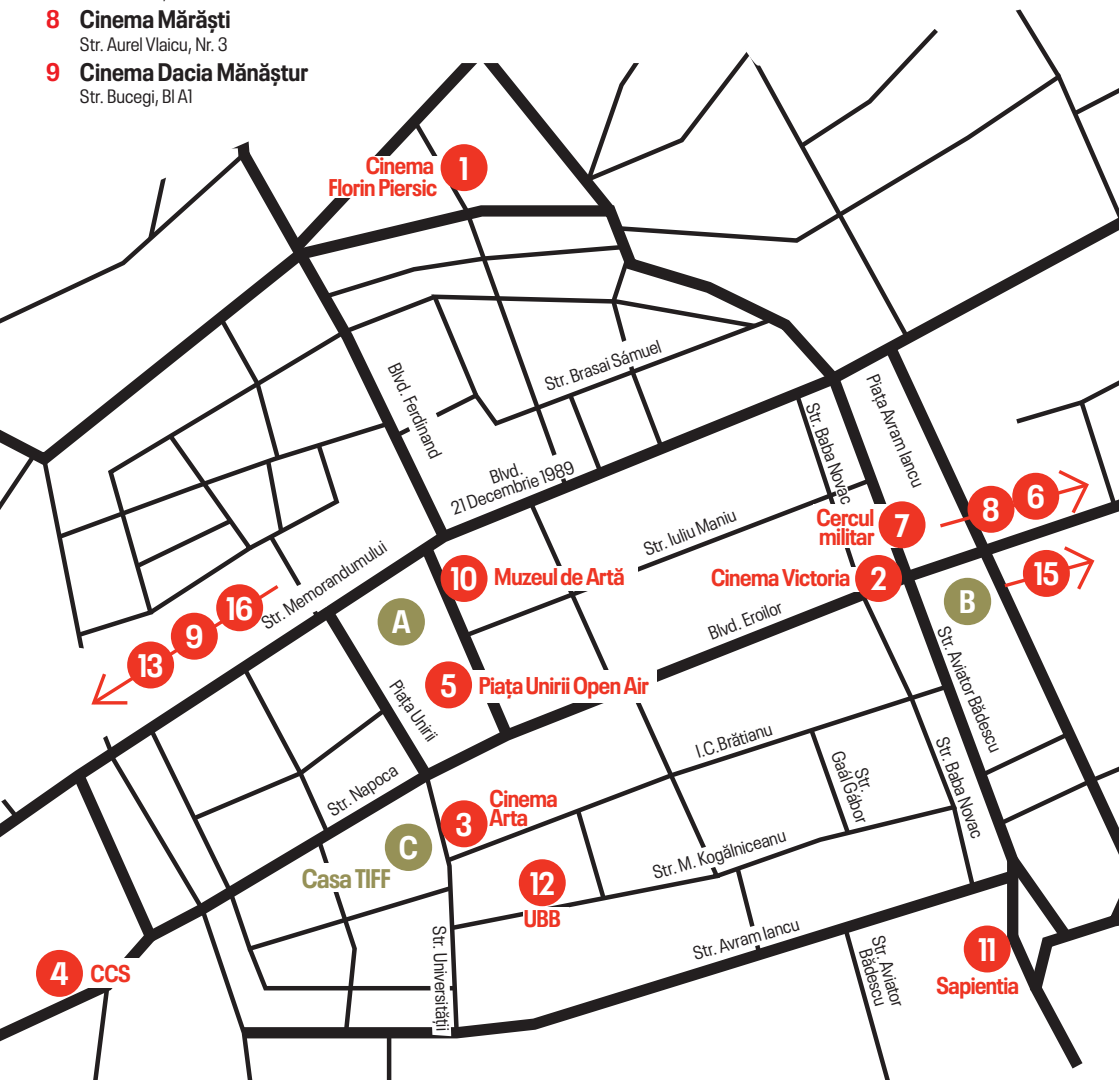 8 Cinema Mărăști
Str. Aurel Vlaicu, Nr. 3
9 Cinema Dacia Mănăștur
Str. Bucegi, Bl A1
Cinema
Florin Piersic
1
Str. Brasai Sámuel
Blvd. Ferdinand
Piața Avram Iancu
Str. Baba Novac
Blvd.
21 Decembrie 1989
8
6
Cercul
militar
7
Str. Iuliu Maniu
Str. Memorandumului
10 Muzeul de Artă
Cinema Victoria 2
15
B
16
9
13
A
Blvd. Eroilor
Str. Aviator Bădescu
5 Piața Unirii Open Air
Piața Unirii
I.C. Brătianu
Str.
Gaál Gábor
Str. Baba Novac
Str. Napoca
3
Cinema
Arta
C
Casa TIFF
12
UBB
Str. M. Kogălniceanu
Str. Universității
Str. Avram Iancu
Str. Aviator
Bădescu
11
Sapientia
4 CCS